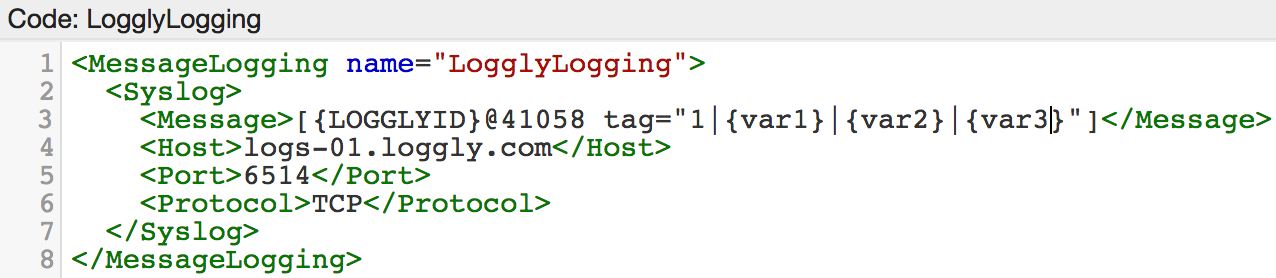 Code: LogglyLogging
1 <MessageLogging name="LogglyLogging">
2 <Syslog>
3 <Message>[{LOGGLYID}@41058 tag="1|{var1}|{var2}|{var3}"]</Message>
4 <Host>logs-01.loggly.com</Host>
5 <Port>6514</Port>
6 <Protocol>TCP</Protocol>
7 </Syslog>
8 </MessageLogging>